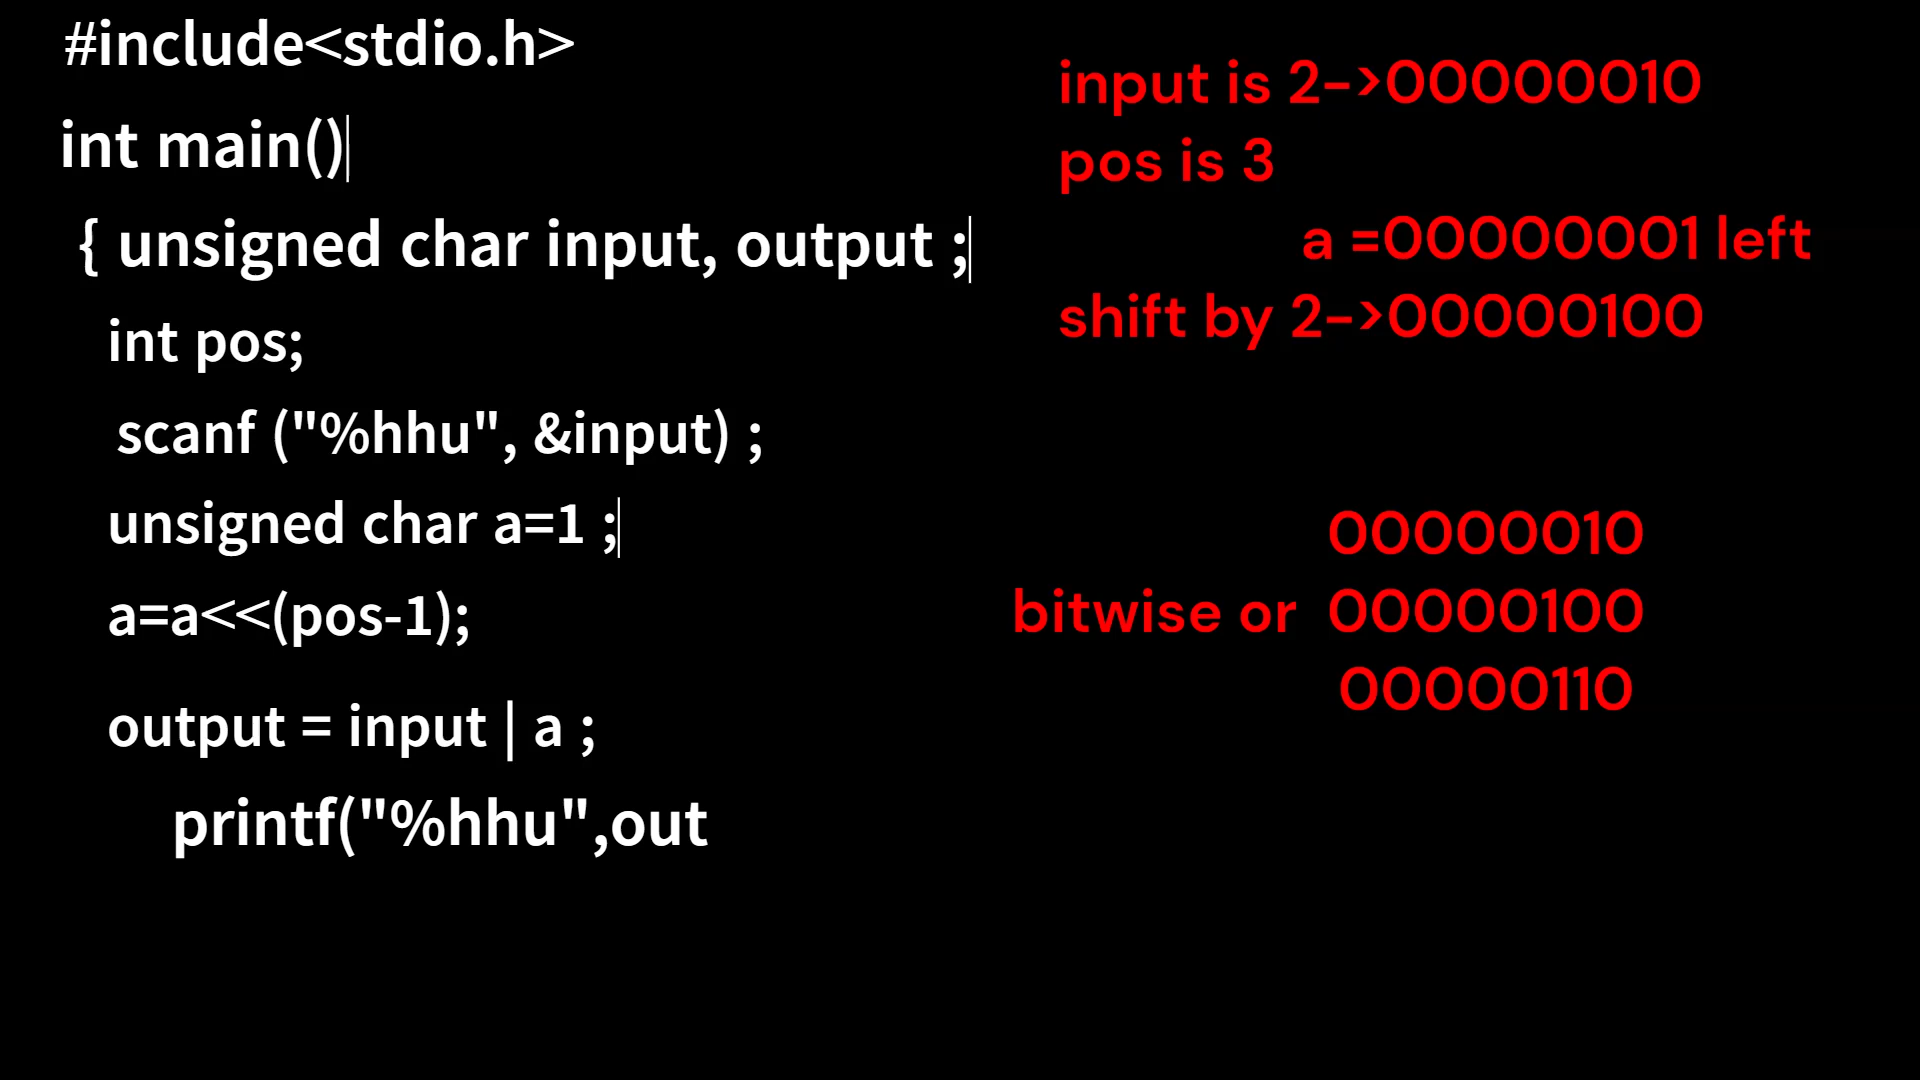 #include<stdio.h>
int main()
{ unsigned char input, output ;
int pos;
scanf ("%hhu", &input) ;
unsigned char a=1 ;
a=a<<(pos-1);
output = input | a ;
printf("%hhu",out
input is 2->00000010
pos is 3
a =00000001 left
shift by 2->00000100
00000010
bitwise or 00000100
00000110